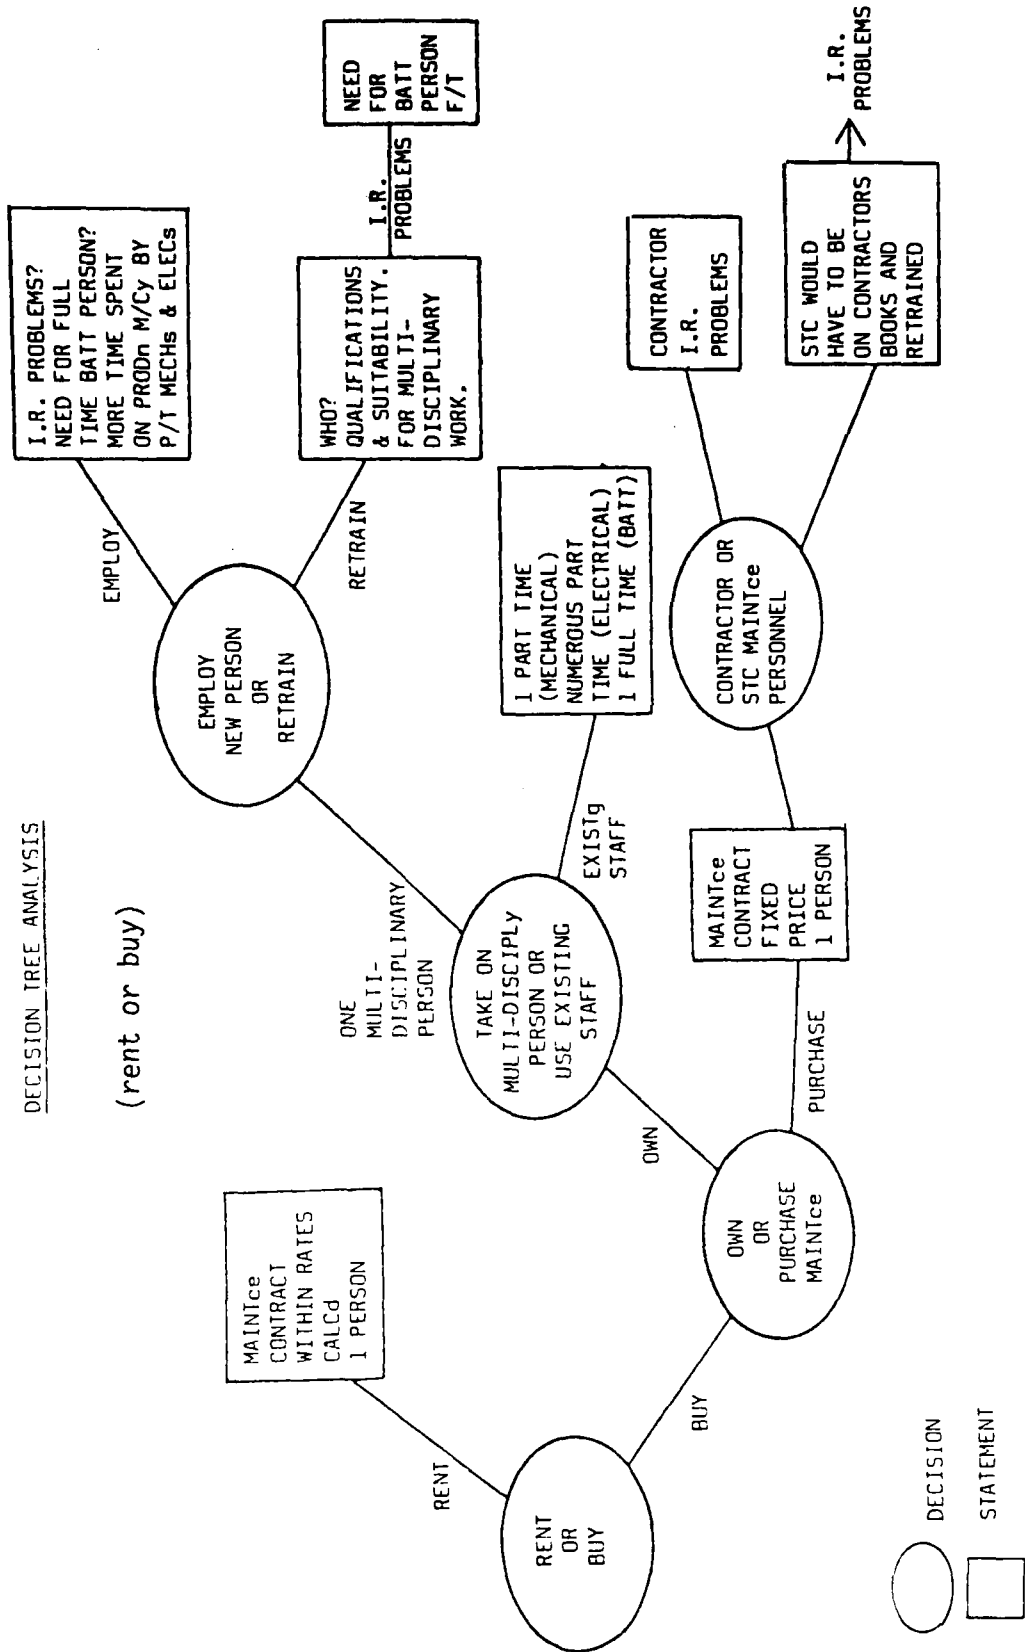 DECISION TREE ANALYSIS
(rent or buy)
RENT
OR
BUY
RENT
MAINTce
CONTRACT
WITHIN RATES
CALCd
1 PERSON
BUY
OWN
OR
PURCHASE
MAINTce
OWN
TAKE ON
MULTI-DISCIPLy
PERSON OR
USE EXISTING
STAFF
ONE
MULTI-
DISCIPLINARY
PERSON
EMPLOY
NEW PERSON
OR
RETRAIN
EMPLOY
I.R. PROBLEMS?
NEED FOR FULL
TIME BATT PERSON?
MORE TIME SPENT
ON PRODn M/Cy BY
P/T MECHs & ELECs
RETRAIN
WHO?
QUALIFICATIONS
& SUITABILITY.
FOR MULTI-
DISCIPLINARY
WORK.
I.R.
PROBLEMS
NEED
FOR
BATT
PERSON
F/T
EXISTg
STAFF
1 PART TIME
(MECHANICAL)
NUMEROUS PART
TIME (ELECTRICAL)
1 FULL TIME (BATT)
PURCHASE
MAINTce
CONTRACT
FIXED
PRICE
1 PERSON
CONTRACTOR OR
STC MAINTce
PERSONNEL
CONTRACTOR
I.R.
PROBLEMS
STC WOULD
HAVE TO BE
ON CONTRACTORS
BOOKS AND
RETRAINED
I.R.
PROBLEMS
DECISION
STATEMENT